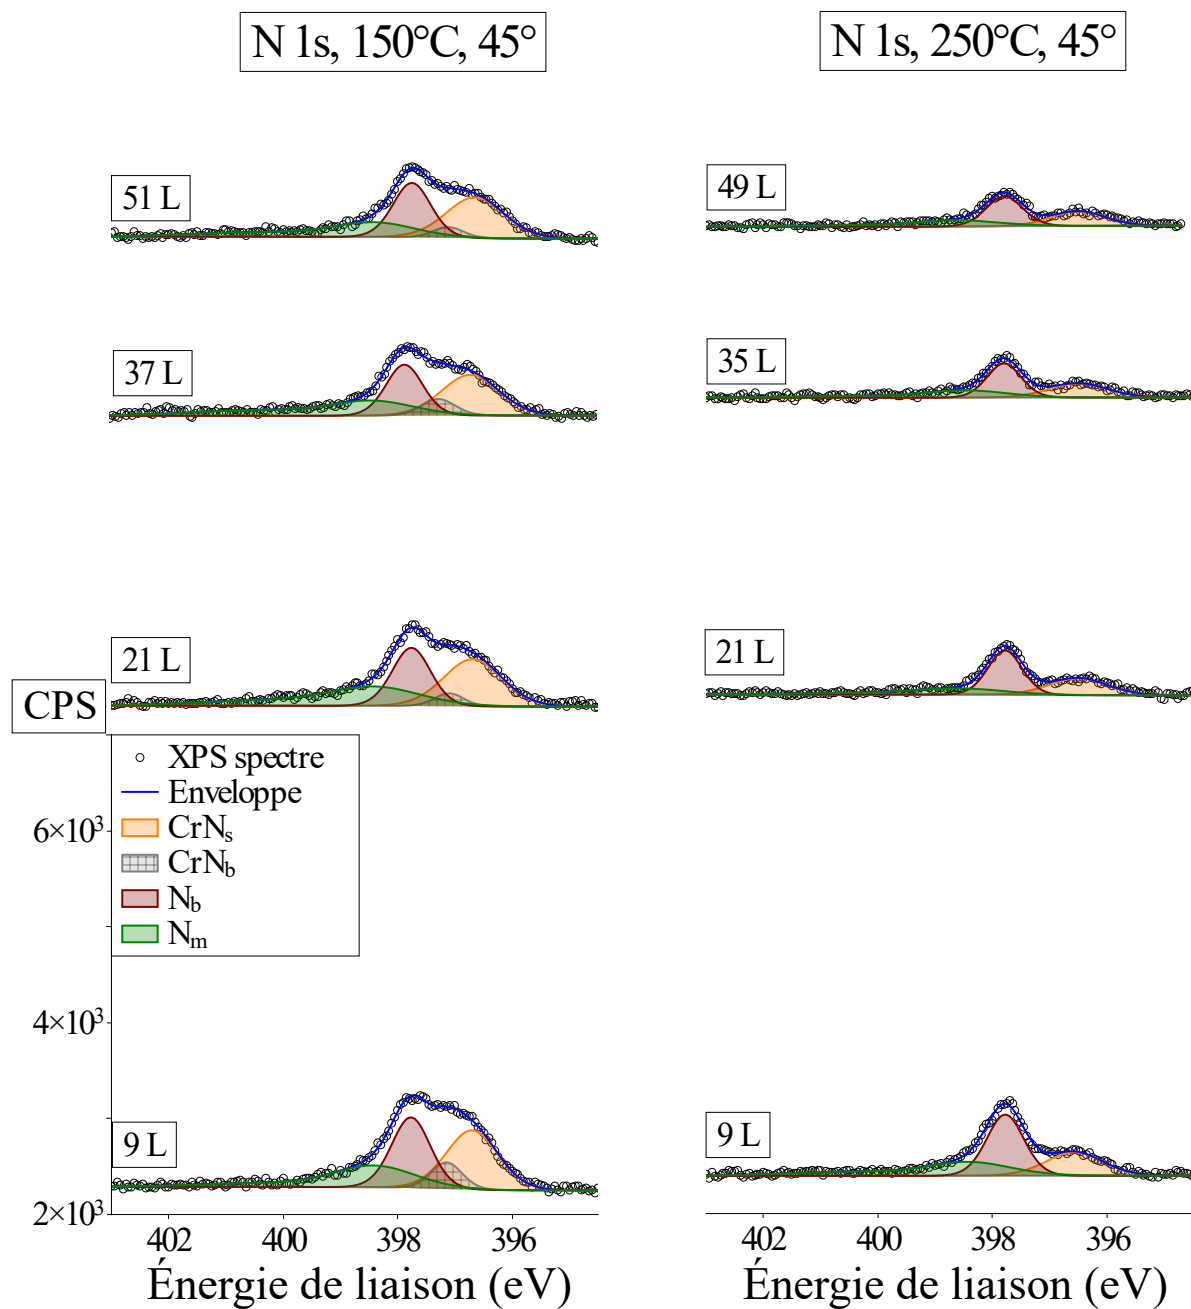 N 1s, 150°C, 45°
N 1s, 250°C, 45°
51 L
49 L
37 L
35 L
21 L
21 L
CPS
XPS spectre
Enveloppe
CrNs
CrNb
Nb
Nm
6×10³
4×10³
9 L
9 L
2×10³
402 400 398 396
402 400 398 396
Énergie de liaison (eV)
Énergie de liaison (eV)